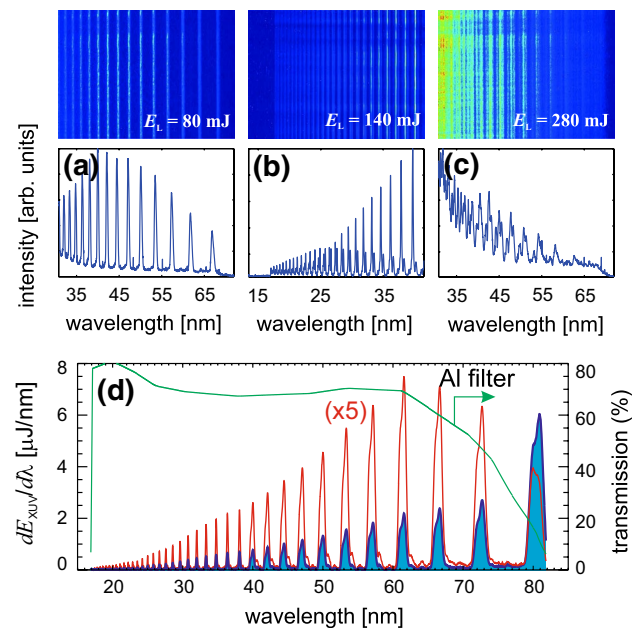 E_L = 80 mJ E_L = 140 mJ E_L = 280 mJ
(a) (b) (c)
intensity [arb. units]
35 45 55 65 15 25 35 35 45 55 65
wavelength [nm] wavelength [nm] wavelength [nm]
(d)
Al filter
(x5)
dE_XUV/dλ [μJ/nm]
8
6
4
2
0
transmission (%)
80
60
40
20
0
20 30 40 50 60 70 80
wavelength [nm]